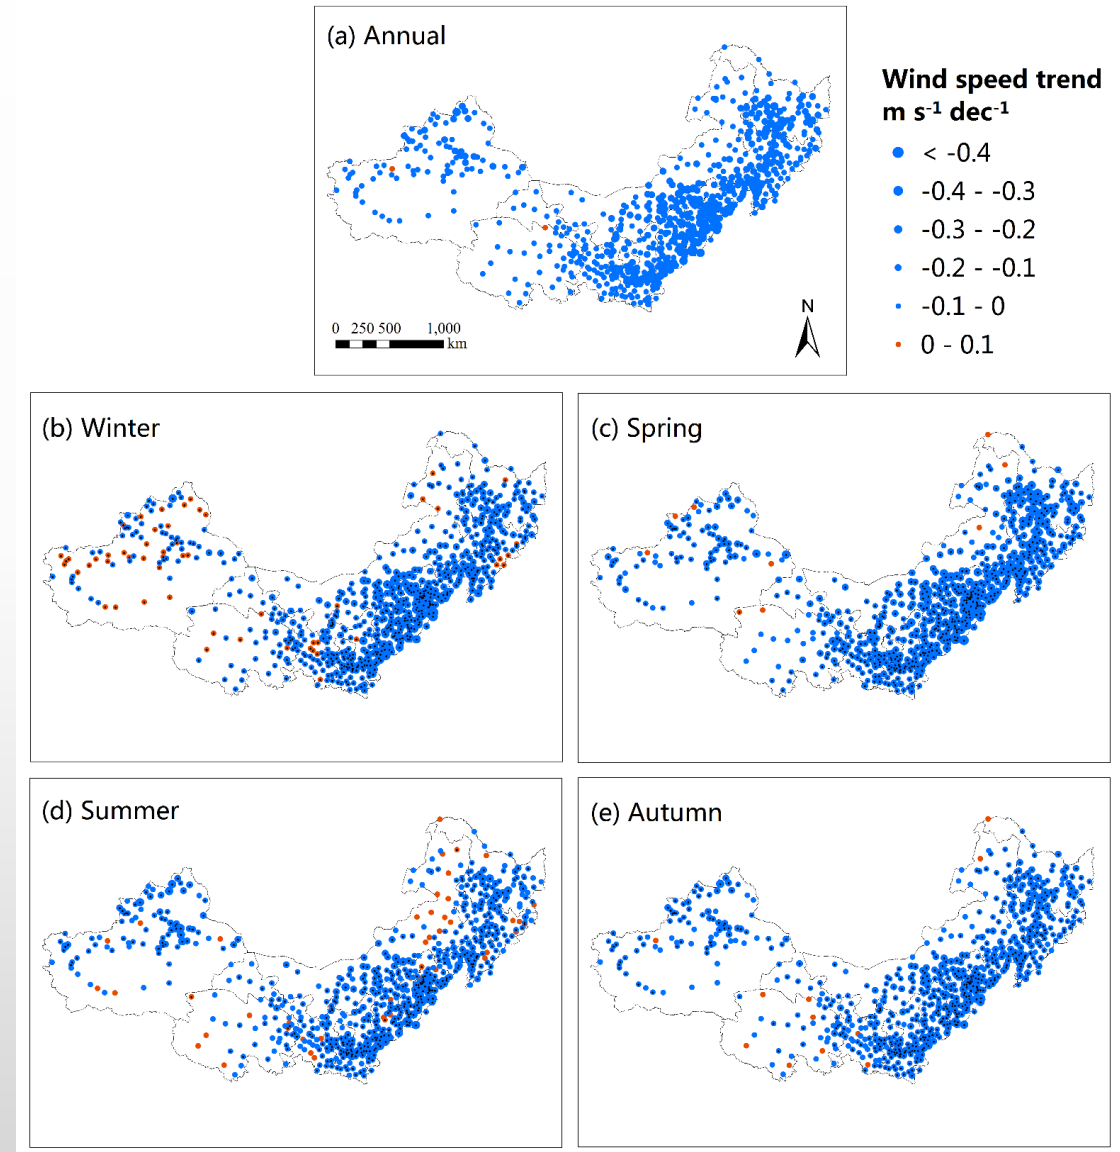 (a) Annual
Wind speed trend
m s-1 dec-1
< -0.4
-0.4 - -0.3
-0.3 - -0.2
-0.2 - -0.1
-0.1 - 0
0 - 0.1
N
0 250 500 1,000
km
(b) Winter
(c) Spring
(d) Summer
(e) Autumn